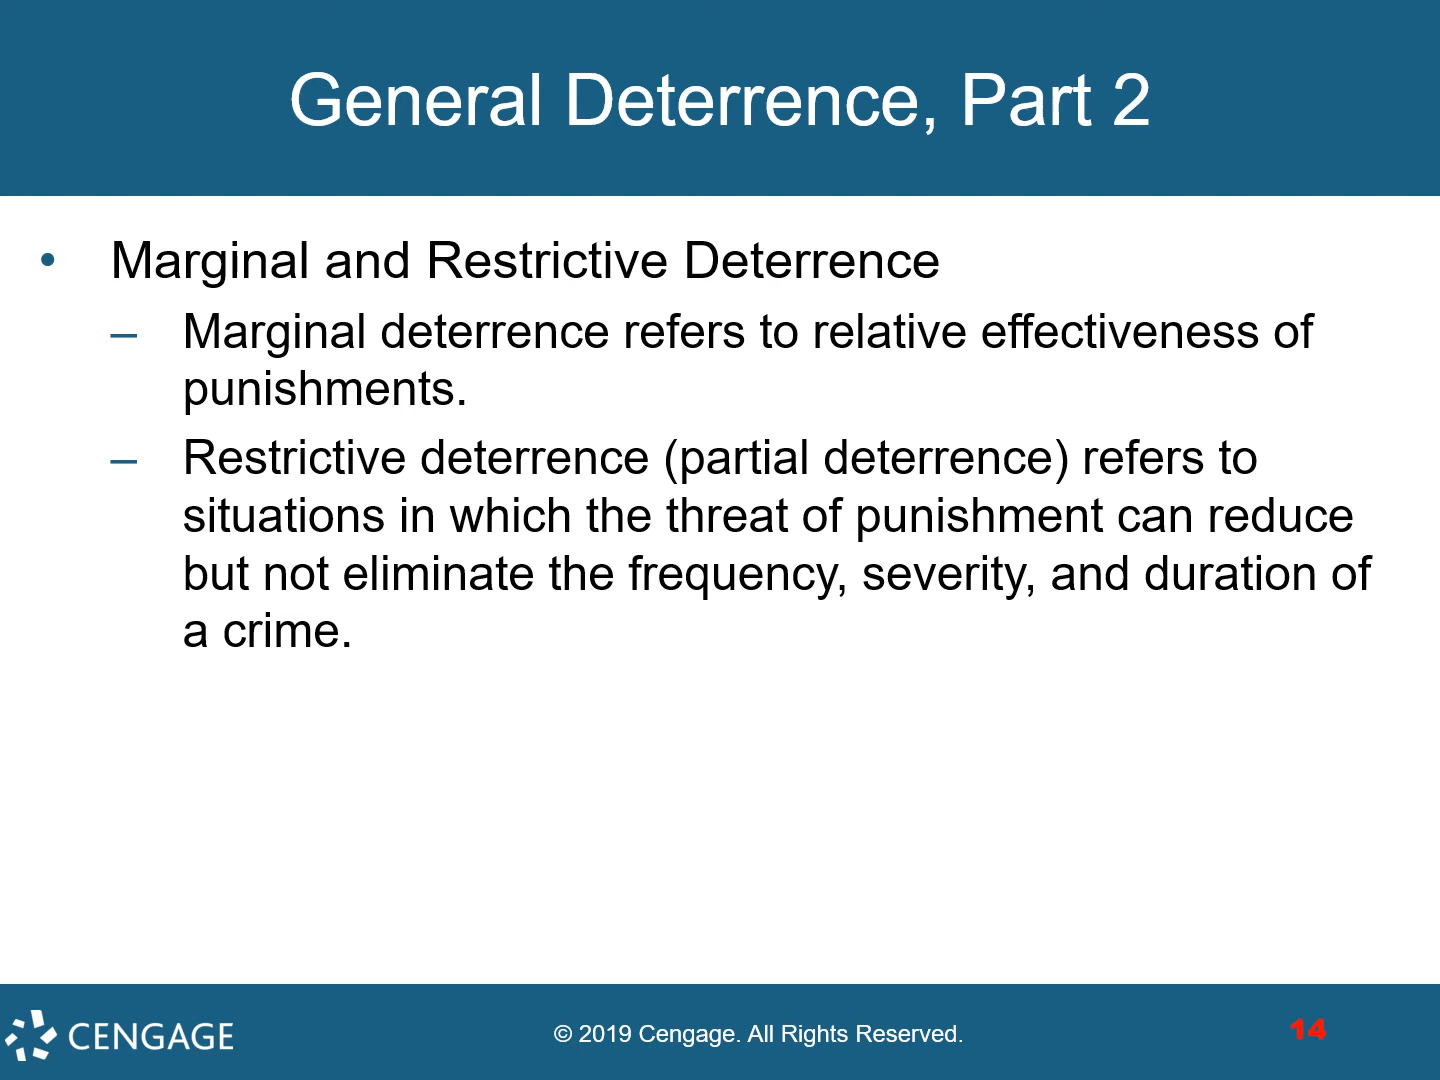 General Deterrence, Part 2
• Marginal and Restrictive Deterrence
– Marginal deterrence refers to relative effectiveness of
punishments.
– Restrictive deterrence (partial deterrence) refers to
situations in which the threat of punishment can reduce
but not eliminate the frequency, severity, and duration of
a crime.
CENGAGE
© 2019 Cengage. All Rights Reserved.
14